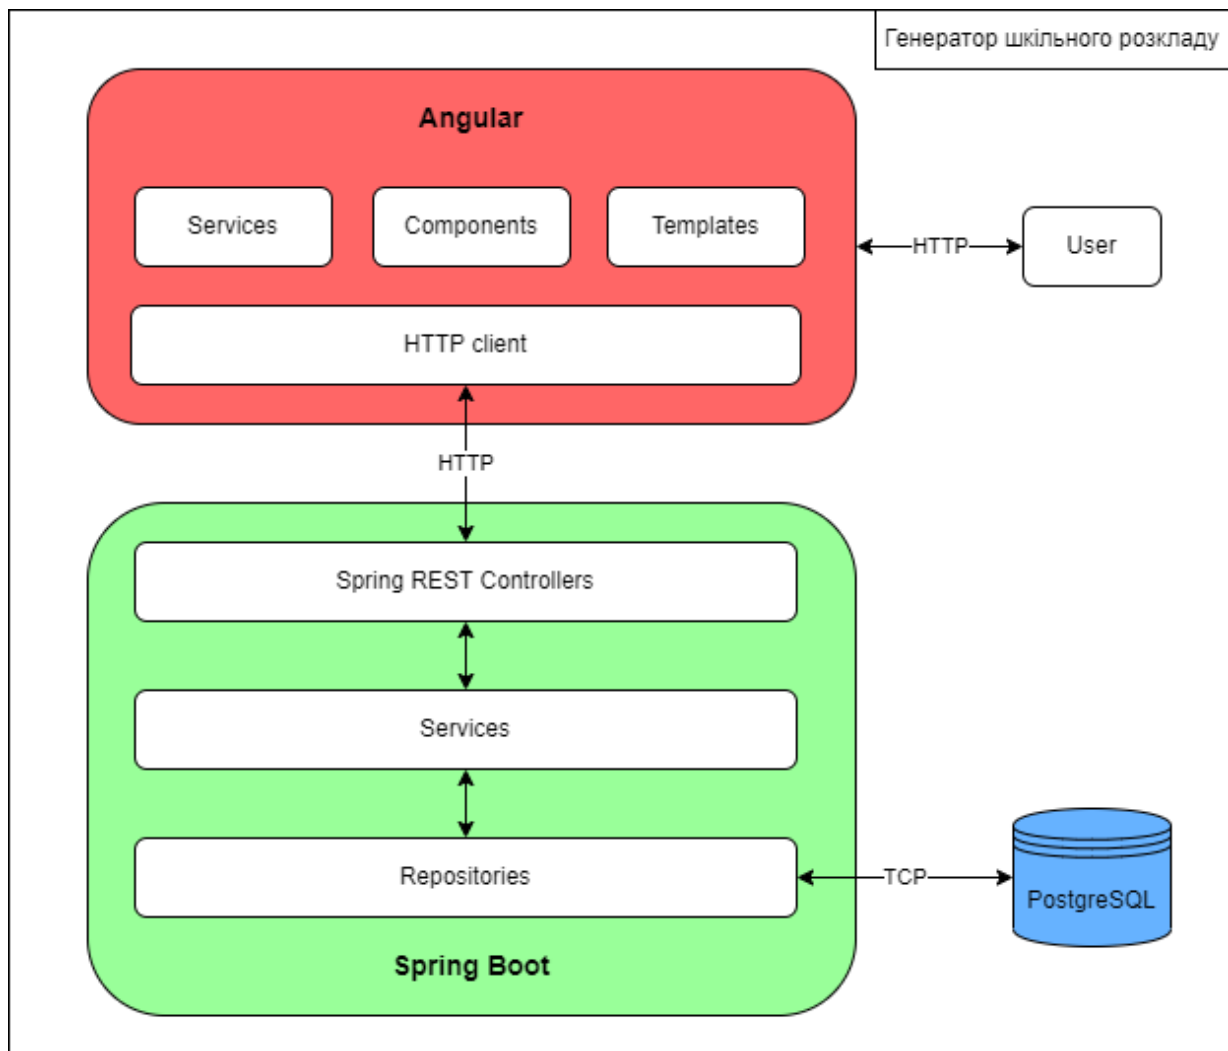 Генератор шкільного розкладу
Angular
Services
Components
Templates
HTTP
User
HTTP client
HTTP
Spring REST Controllers
Services
Repositories
TCP
PostgreSQL
Spring Boot